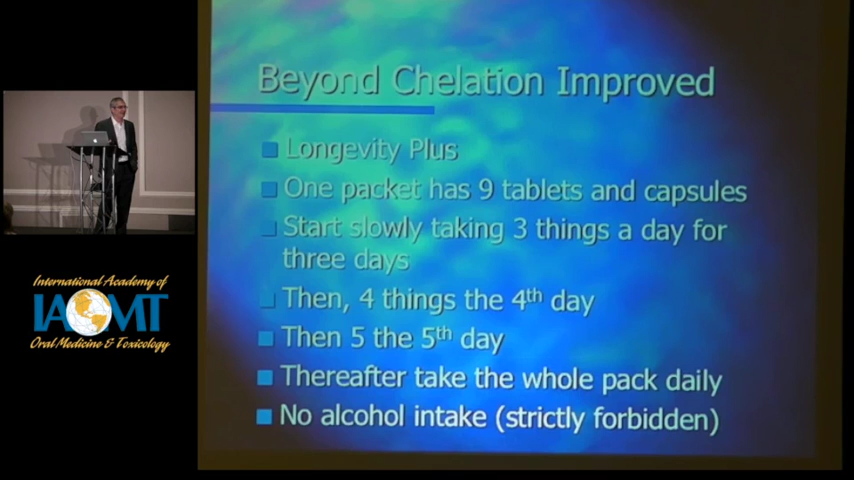 Beyond Chelation Improved
Longevity Plus
One packet has 9 tablets and capsules
Start slowly taking 3 things a day for
three days
Then, 4 things the 4th day
Then 5 the 5th day
Thereafter take the whole pack daily
No alcohol intake (strictly forbidden)
International Academy of
IAOMT
Oral Medicine & Toxicology